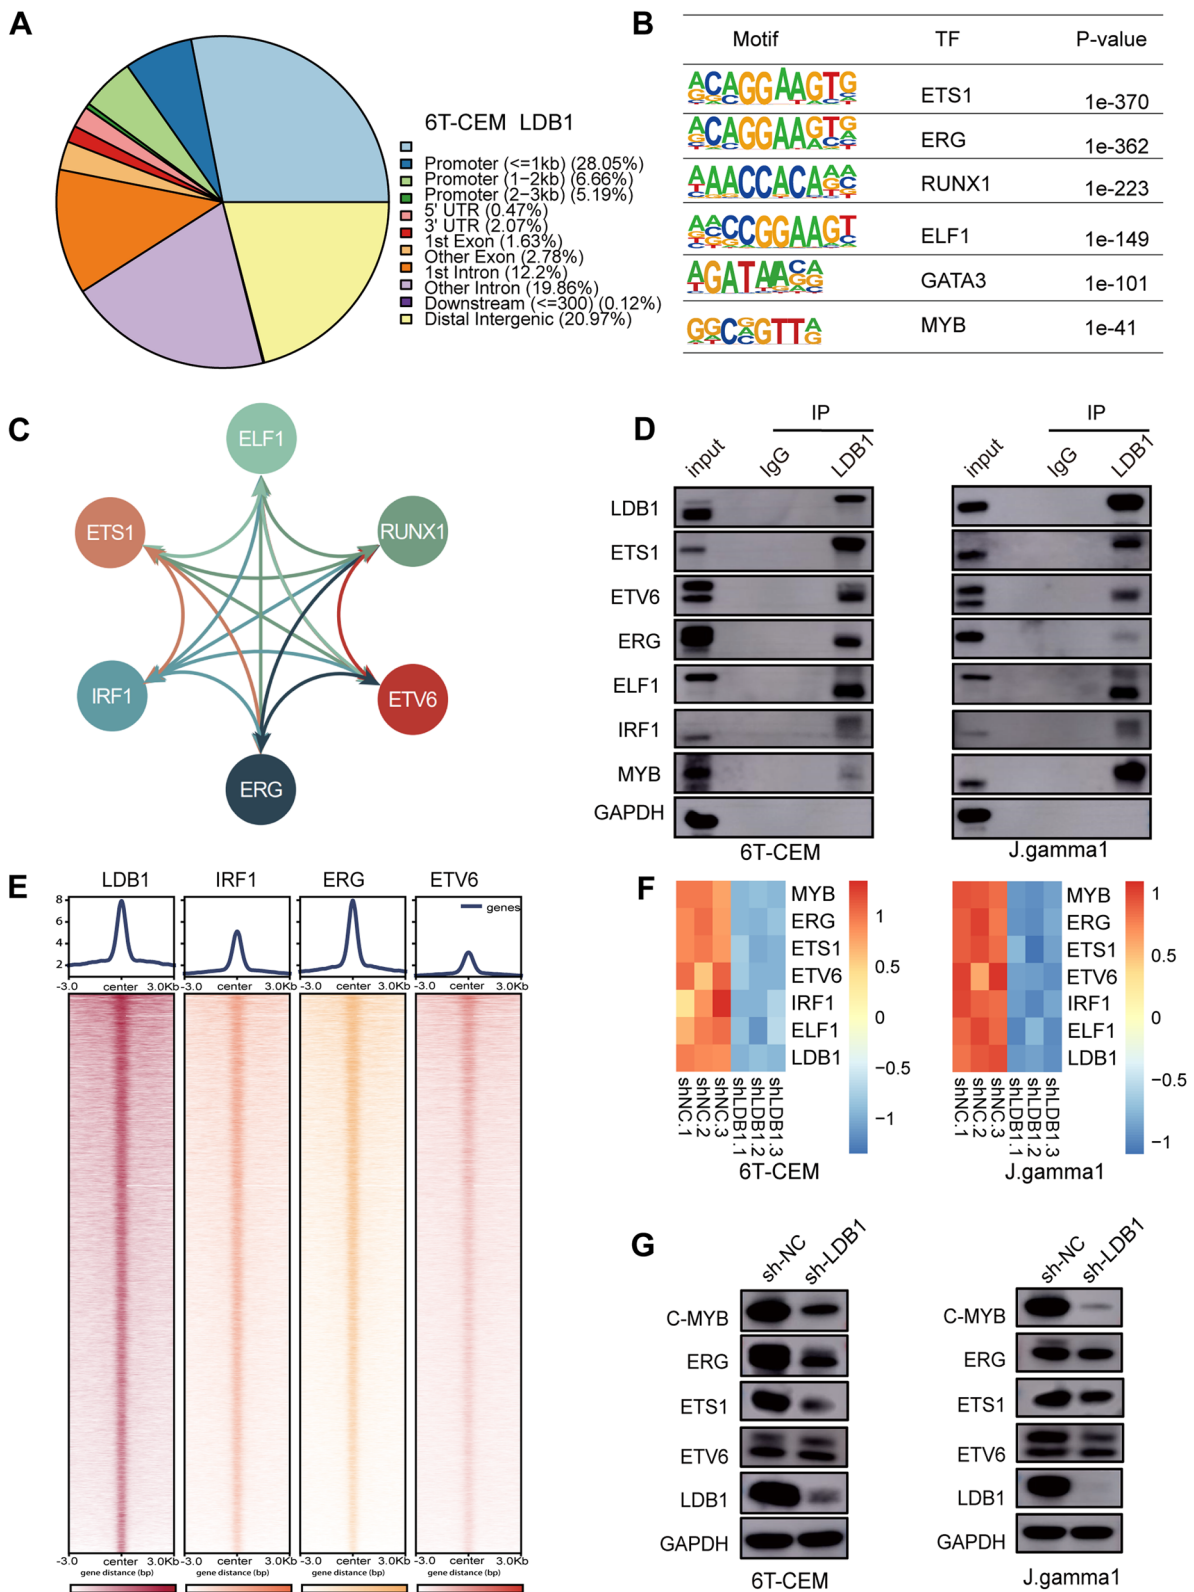 A
6T-CEM LDB1
Promoter (<=1kb) (28.05%)
Promoter (1-2kb) (6.66%)
Promoter (2-3kb) (5.19%)
5' UTR (0.47%)
3' UTR (2.07%)
1st Exon (1.63%)
Other Exon (2.78%)
1st Intron (12.2%)
Other Intron (19.86%)
Downstream (<=300) (0.12%)
Distal Intergenic (20.97%)
B
Motif TF P-value
ACAGGAAGTG ETS1 1e-370
ACAGGAAGTG ERG 1e-362
AAACCACAAA RUNX1 1e-223
AACCGGAAGT ELF1 1e-149
AGATAACA GATA3 1e-101
GGCGGTTA MYB 1e-41
C
ELF1
ETS1
RUNX1
IRF1
ETV6
ERG
D
IP
input IgG LDB1
IP
input IgG LDB1
LDB1
ETS1
ETV6
ERG
ELF1
IRF1
MYB
GAPDH
6T-CEM
J.gamma1
E
LDB1 IRF1 ERG ETV6
8
6
4
2
genes
-3.0 center 3.0Kb
-3.0 center 3.0Kb
-3.0 center 3.0Kb
-3.0 center 3.0Kb
-3.0 center 3.0Kb
-3.0 center 3.0Kb
-3.0 center 3.0Kb
-3.0 center 3.0Kb
gene distance (bp)
gene distance (bp)
gene distance (bp)
gene distance (bp)
F
MYB
ERG
ETS1
ETV6
IRF1
ELF1
LDB1
1
0.5
0
−0.5
−1
shNC.1
shNC.2
shNC.3
shLDB1.1
shLDB1.2
shLDB1.3
6T-CEM
MYB
ERG
ETS1
ETV6
IRF1
ELF1
LDB1
1
0.5
0
−0.5
−1
shNC.1
shNC.2
shNC.3
shLDB1.1
shLDB1.2
shLDB1.3
J.gamma1
G
sh-NC sh-LDB1
C-MYB
ERG
ETS1
ETV6
LDB1
GAPDH
6T-CEM
sh-NC sh-LDB1
C-MYB
ERG
ETS1
ETV6
LDB1
GAPDH
J.gamma1